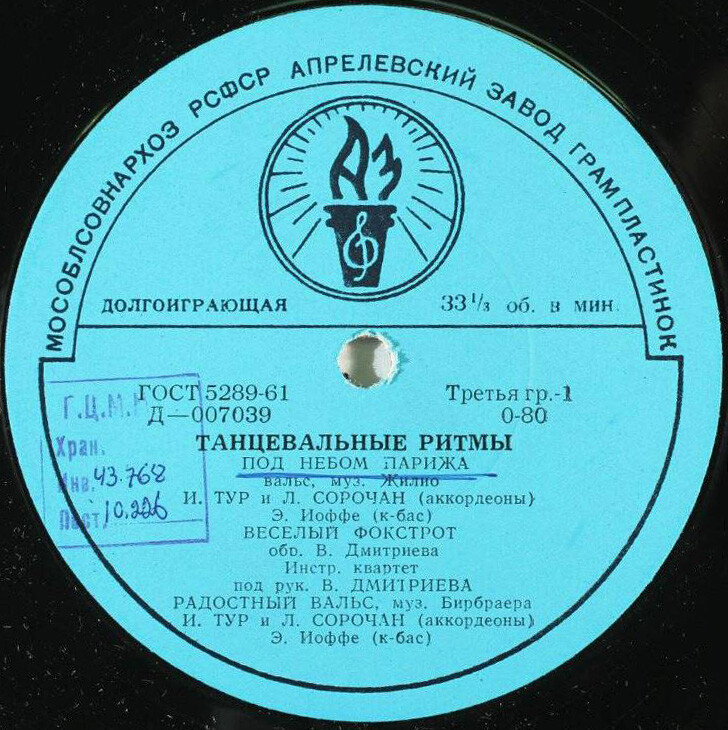 МОСОБЛСОВНАРХОЗ РСФСР АПРЕЛЕВСКИЙ ЗАВОД ГРАМПЛАСТИНОК
АЗ
ДОЛГОИГРАЮЩАЯ 33 1/3 об. в мин.
ГОСТ 5289-61 Третья гр.-1
Д—007039 0-80
Г.Ц.М.
Хран.
Инв. 43.768
10.226
ТАНЦЕВАЛЬНЫЕ РИТМЫ
ПОД НЕБОМ ПАРИЖА
вальс, муз. Жилио
И. ТУР и Л. СОРОЧАН (аккордеоны)
Э. Иоффе (к-бас)
ВЕСЕЛЫЙ ФОКСТРОТ
обр. В. Дмитриева
Инстр. квартет
под рук. В. ДМИТРИЕВА
РАДОСТНЫЙ ВАЛЬС, муз. Бирбраера
И. ТУР и Л. СОРОЧАН (аккордеоны)
Э. Иоффе (к-бас)